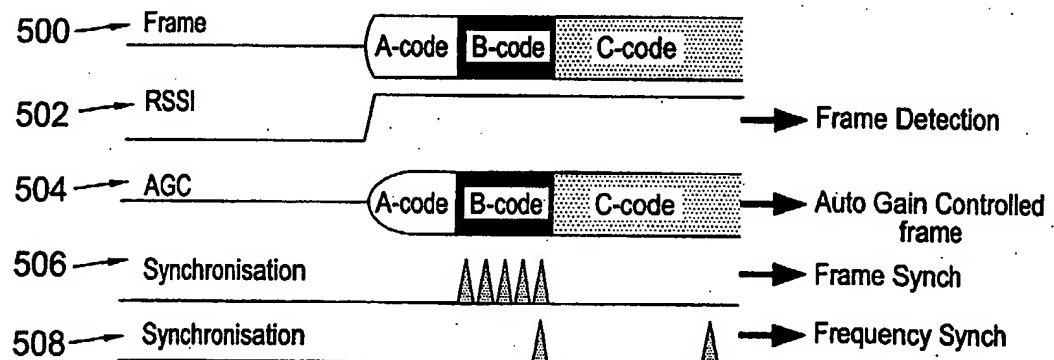 500 Frame
A-code B-code C-code
502 RSSI
Frame Detection
504 AGC
A-code B-code C-code
Auto Gain Controlled
frame
506 Synchronisation
Frame Synch
508 Synchronisation
Frequency Synch